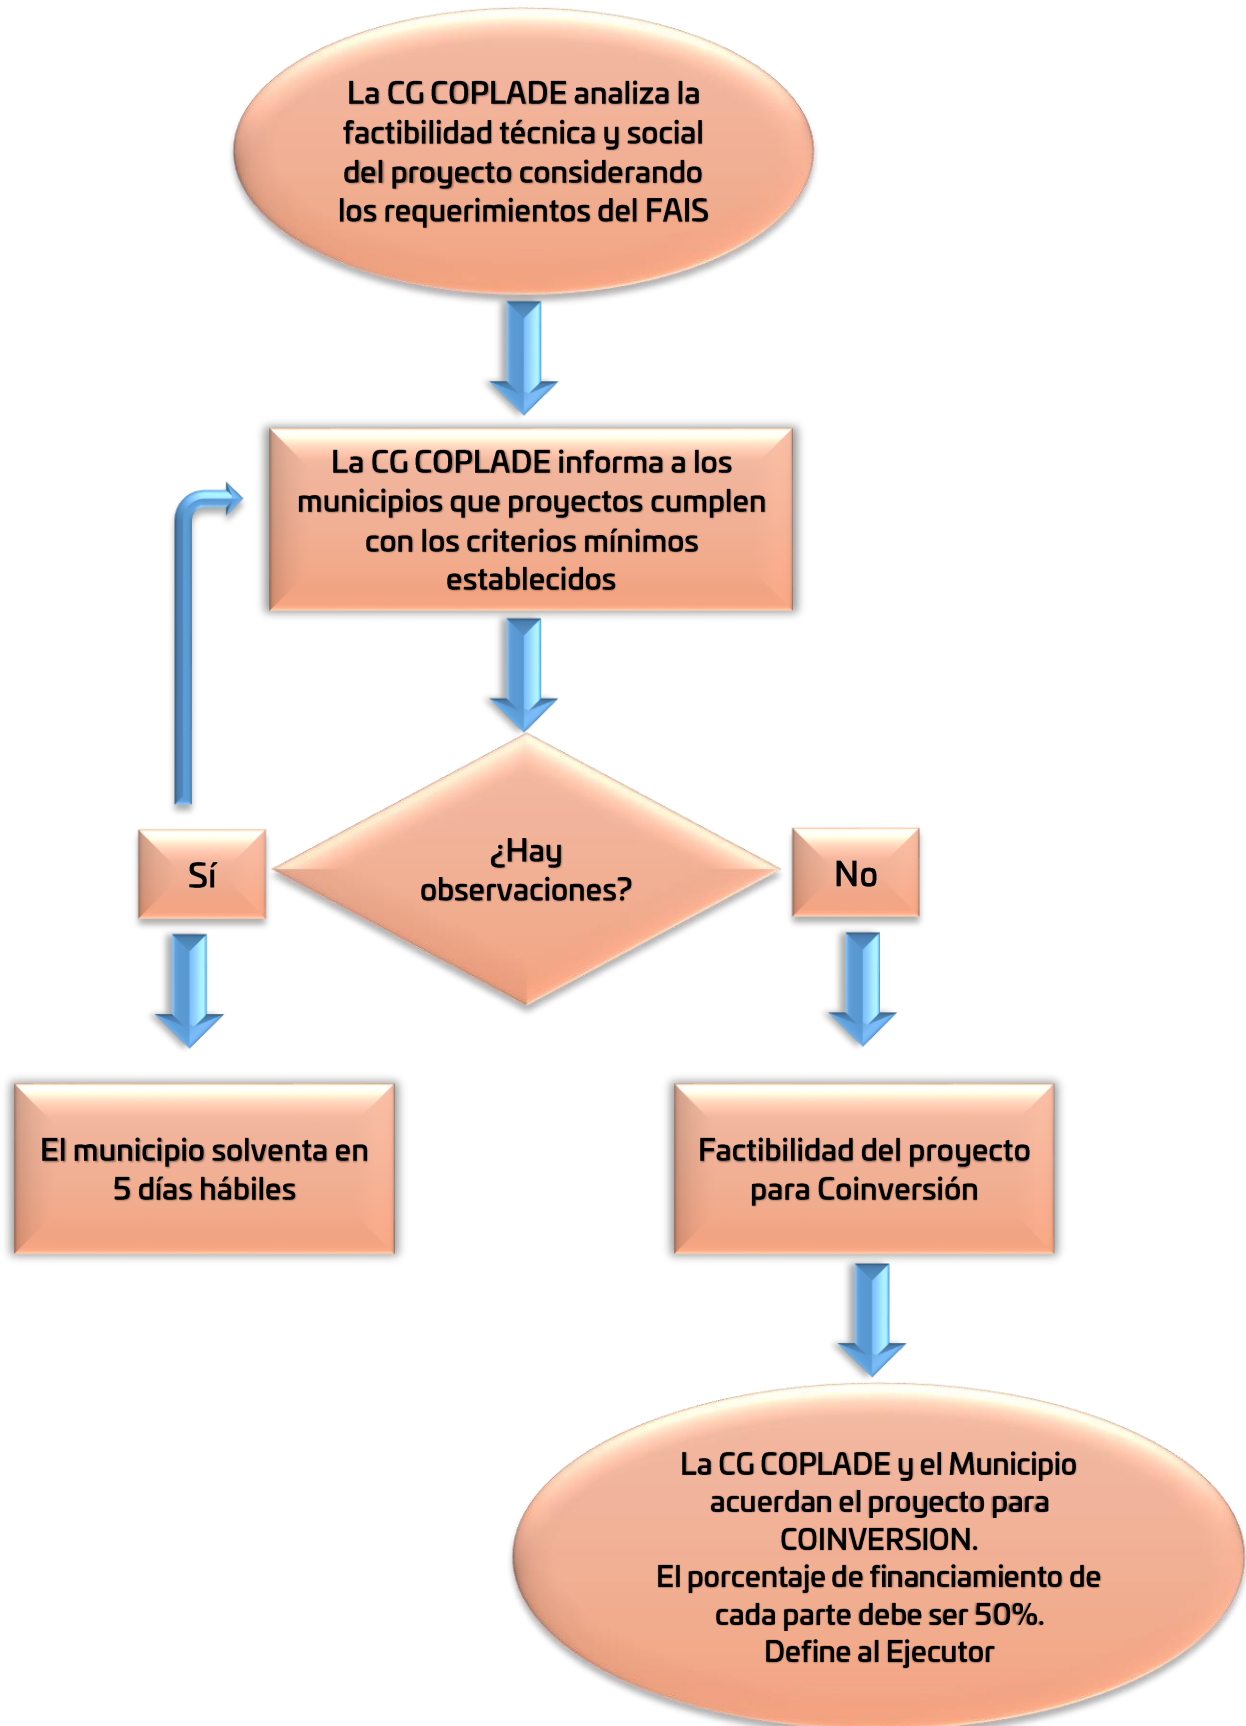 La CG COPLADE analiza la
factibilidad técnica y social
del proyecto considerando
los requerimientos del FAIS
La CG COPLADE informa a los
municipios que proyectos cumplen
con los criterios mínimos
establecidos
¿Hay
observaciones?
Sí
No
El municipio solventa en
5 días hábiles
Factibilidad del proyecto
para Coinversión
La CG COPLADE y el Municipio
acuerdan el proyecto para
COINVERSION.
El porcentaje de financiamiento de
cada parte debe ser 50%.
Define al Ejecutor